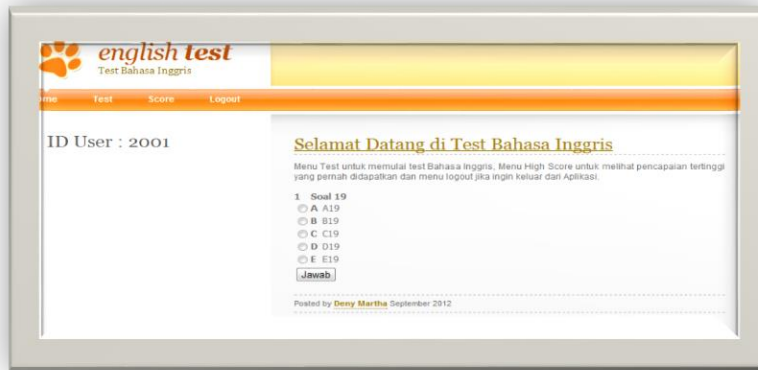 english test
Test Bahasa Inggris
me Test Score Logout
ID User : 2001
Selamat Datang di Test Bahasa Inggris
Menu Test untuk memulai test Bahasa Inggris, Menu High Score untuk melihat pencapaian tertinggi
yang pernah didapatkan dan menu logout jika ingin keluar dari Aplikasi.
1 Soal 19
A A19
B B19
C C19
D D19
E E19
Jawab
Posted by Deny Martha September 2012